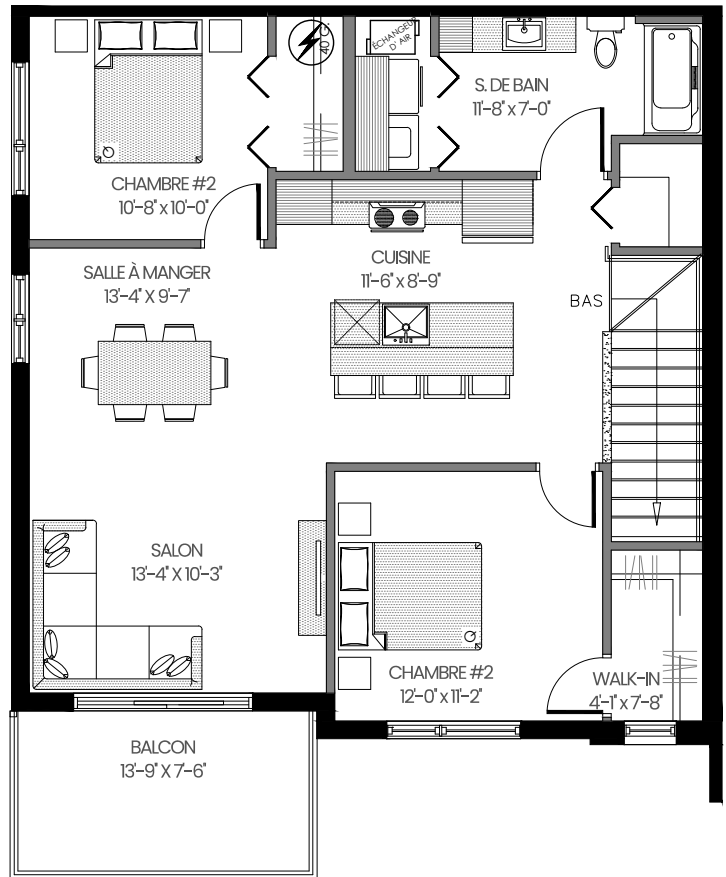 40 G.
ÉCHANGEUR
D'AIR
S. DE BAIN
11'-8" x 7'-0"
CHAMBRE #2
10'-8" x 10'-0"
CUISINE
11'-6" x 8'-9"
SALLE À MANGER
13'-4" X 9'-7"
BAS
SALON
13'-4" X 10'-3"
CHAMBRE #2
12'-0" x 11'-2"
WALK-IN
4'-1" x 7'-8"
BALCON
13'-9" X 7'-6"